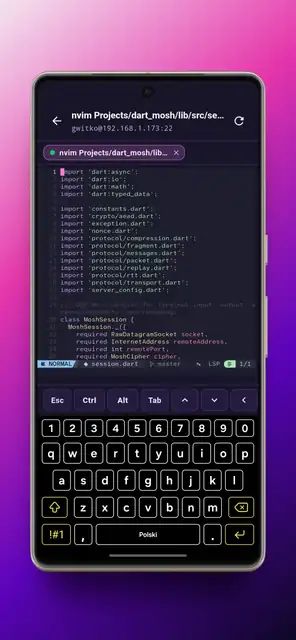 nvim Projects/dart_mosh/lib/src/se...
gwitko@192.168.1.173:22
nvim Projects/dart_mosh/lib... ×
1 import 'dart:async';
import 'dart:io';
import 'dart:math';
import 'dart:typed_data';
import 'constants.dart';
import 'crypto/aead.dart';
import 'exception.dart';
import 'nonce.dart';
import 'protocol/compression.dart';
import 'protocol/fragment.dart';
import 'protocol/messages.dart';
import 'protocol/packet.dart';
import 'protocol/replay.dart';
import 'protocol/rtt.dart';
import 'protocol/transport.dart';
import 'server_config.dart';
class MoshSession {
MoshSession._({
required RawDatagramSocket socket,
required InternetAddress remoteAddress,
required int remotePort,
required MoshCipher cipher,
NORMAL session.dart master LSP 1/1
Esc Ctrl Alt Tab
1 2 3 4 5 6 7 8 9 0
q w e r t y u i o p
a s d f g h j k l
z x c v b n m
!#1 , Polski .